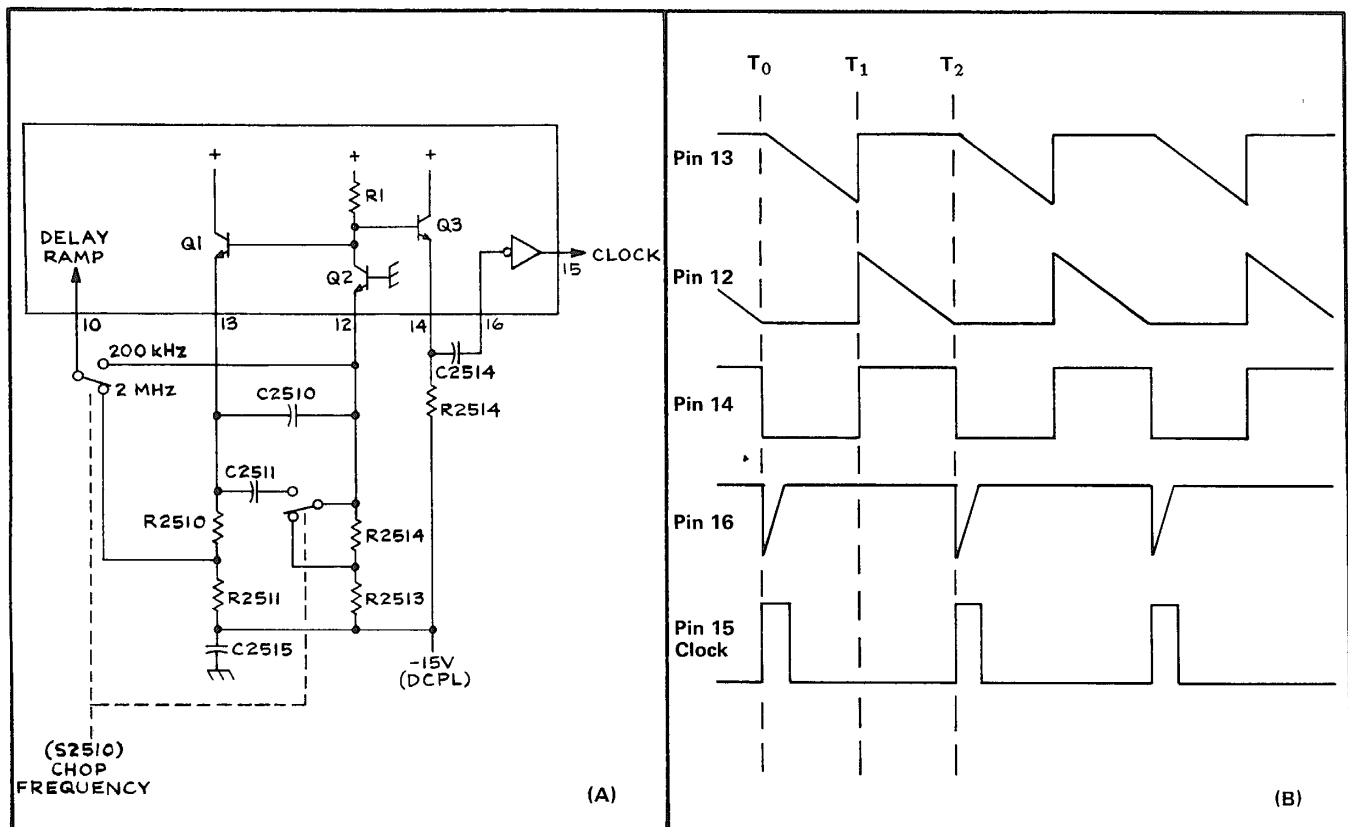 +
+
+
R1
Q1
Q3
DELAY
RAMP
Q2
CLOCK
15
10
13
12
14
16
200 kHz
2 MHz
C2514
C2510
R2514
C2511
R2510
R2514
R2511
R2513
C2515
-15V
(DCPL)
(S2510)
CHOP
FREQUENCY
(A)
T0
T1
T2
Pin 13
Pin 12
Pin 14
Pin 16
Pin 15
Clock
(B)